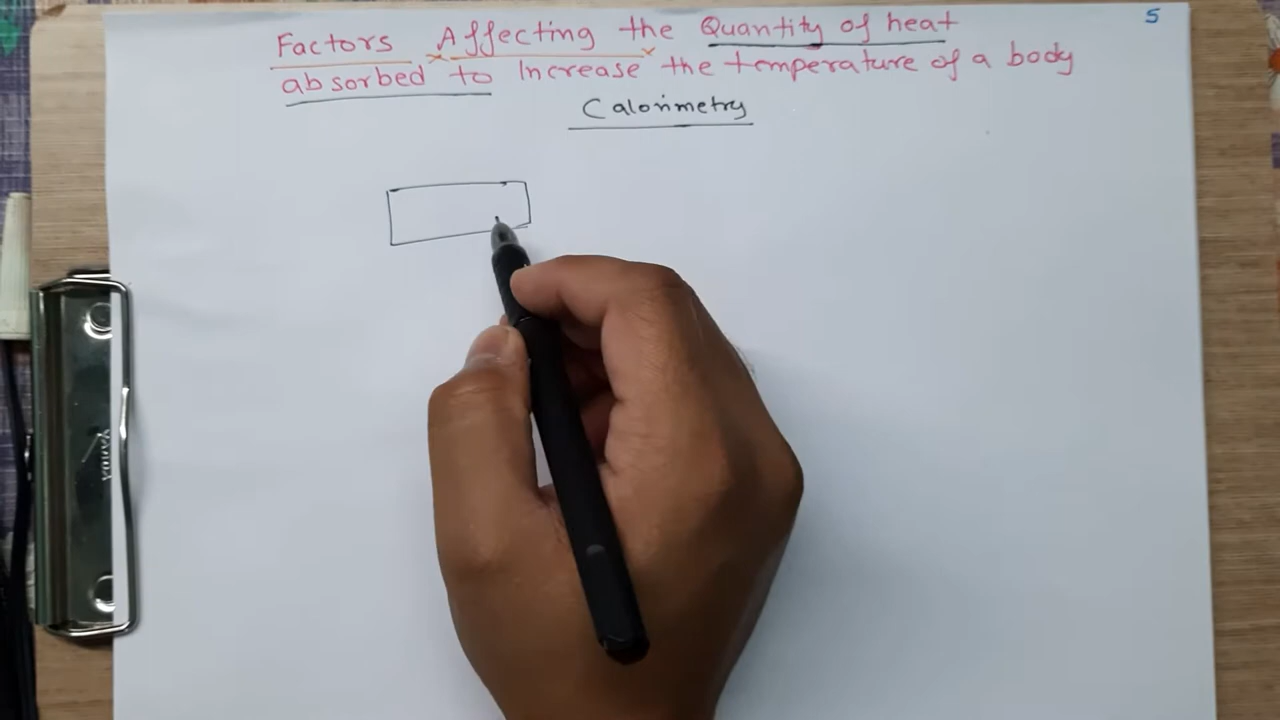 5
Factors Affecting the Quantity of heat
absorbed to Increase the temperature of a body
Calorimetry